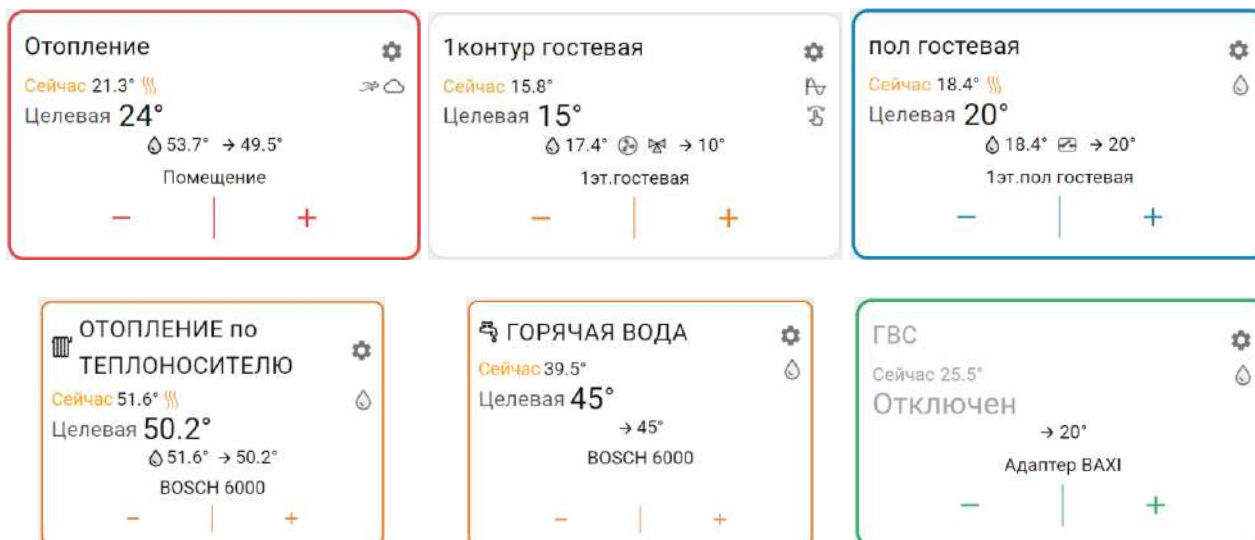 Отопление
Сейчас 21.3°
Целевая 24°
53.7° → 49.5°
Помещение
− +
1контур гостевая
Сейчас 15.8°
Целевая 15°
17.4° → 10°
1эт.гостевая
− +
пол гостевая
Сейчас 18.4°
Целевая 20°
18.4° → 20°
1эт.пол гостевая
− +
ОТОПЛЕНИЕ по
ТЕПЛОНОСИТЕЛЮ
Сейчас 51.6°
Целевая 50.2°
51.6° → 50.2°
BOSCH 6000
− +
ГОРЯЧАЯ ВОДА
Сейчас 39.5°
Целевая 45°
→ 45°
BOSCH 6000
− +
ГВС
Сейчас 25.5°
Отключен
→ 20°
Адаптер BAXI
− +